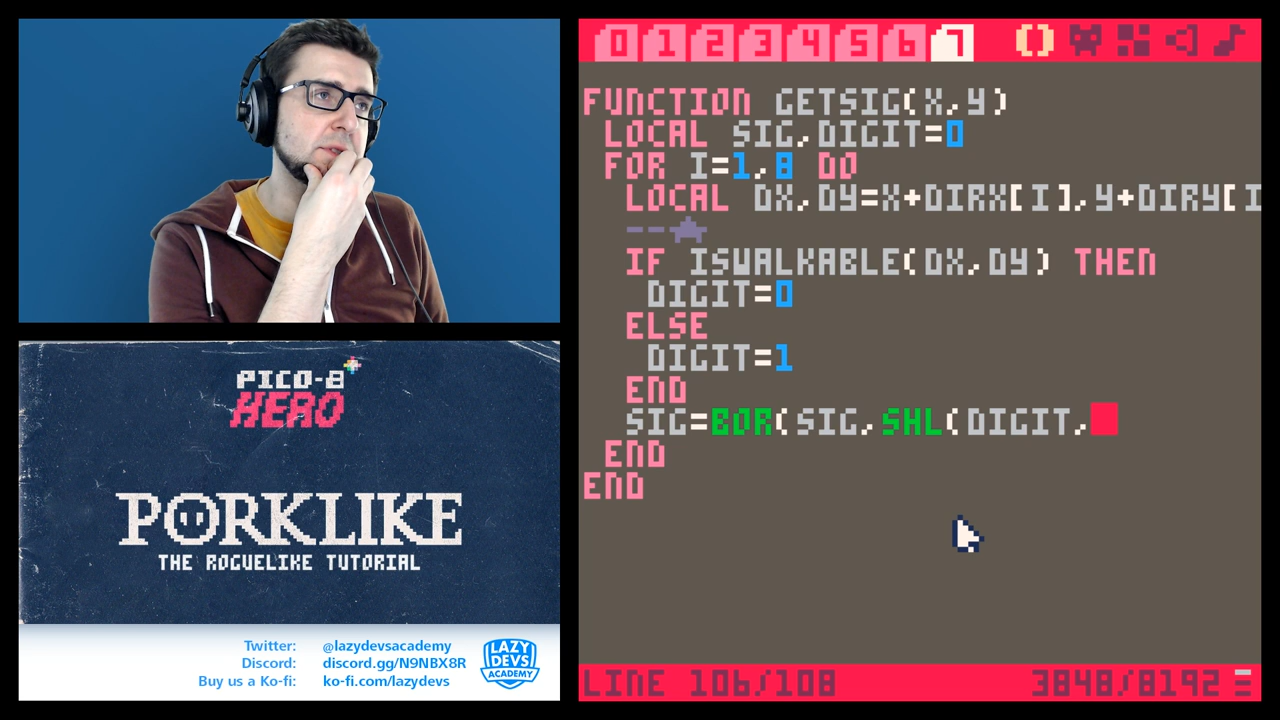 PICO-8
HERO
PORKLIKE
THE ROGUELIKE TUTORIAL
Twitter: @lazydevsacademy
Discord: discord.gg/N9NBX8R
Buy us a Ko-fi: ko-fi.com/lazydevs
LAZY
DEVS
ACADEMY
0 1 2 3 4 5 6 7
FUNCTION GETSIG(X,Y)
LOCAL SIG,DIGIT=0
FOR I=1,8 DO
LOCAL DX,DY=X+DIRX[I],Y+DIRY[I
--
IF ISWALKABLE(DX,DY) THEN
DIGIT=0
ELSE
DIGIT=1
END
SIG=BOR(SIG,SHL(DIGIT,
END
END
LINE 106/108 3848/8192